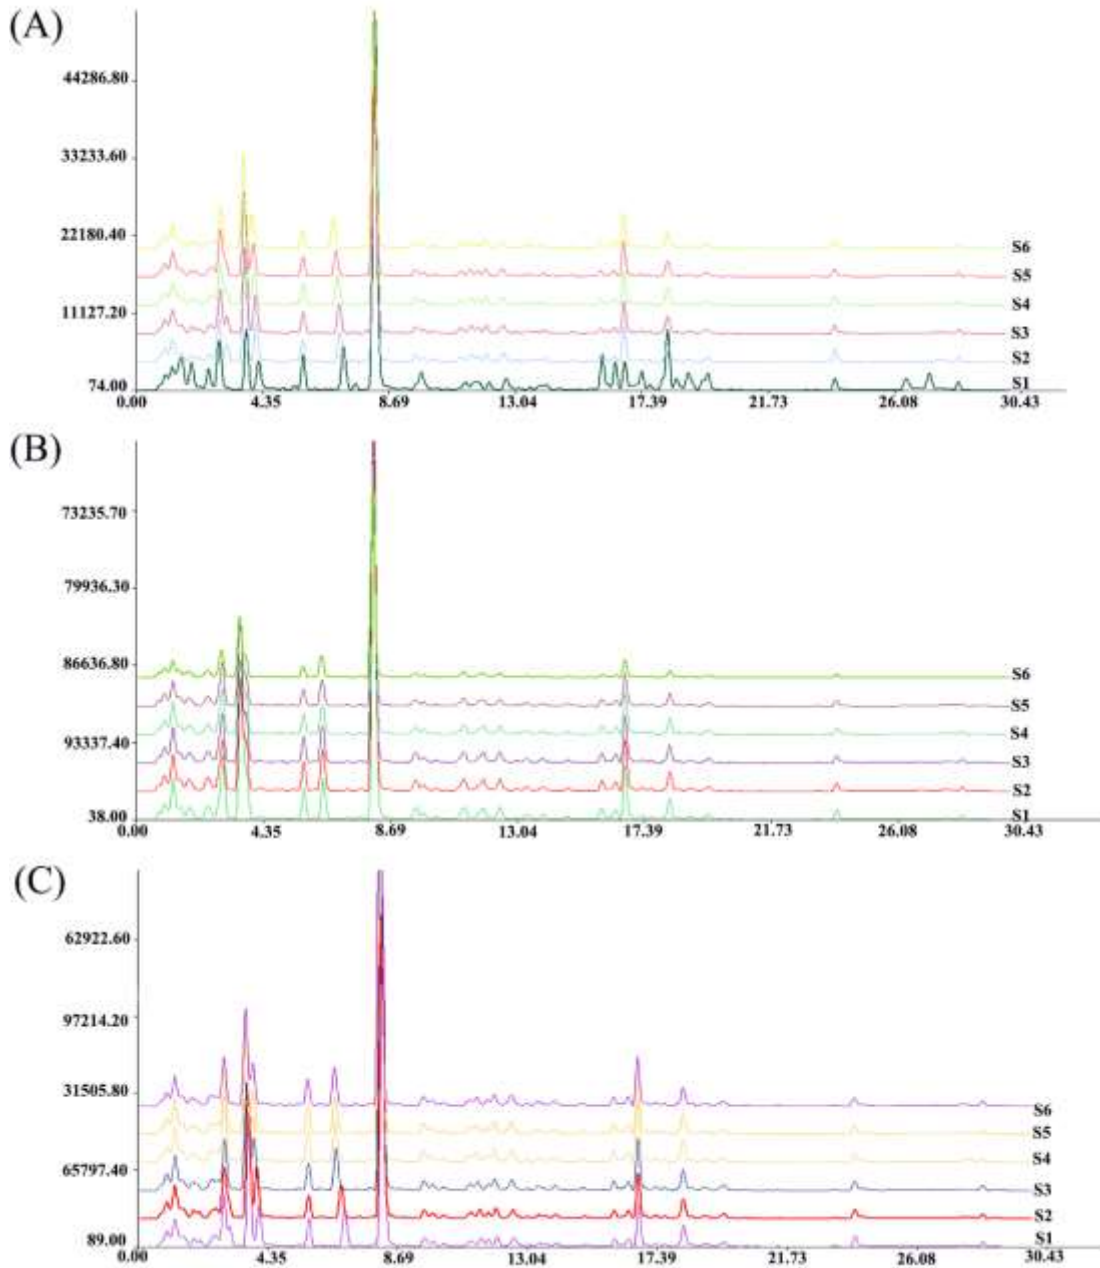 (A)
44286.80
33233.60
22180.40
11127.20
74.00
S6
S5
S4
S3
S2
S1
0.00 4.35 8.69 13.04 17.39 21.73 26.08 30.43
(B)
73235.70
79936.30
86636.80
93337.40
38.00
S6
S5
S4
S3
S2
S1
0.00 4.35 8.69 13.04 17.39 21.73 26.08 30.43
(C)
62922.60
97214.20
31505.80
65797.40
89.00
S6
S5
S4
S3
S2
S1
0.00 4.35 8.69 13.04 17.39 21.73 26.08 30.43